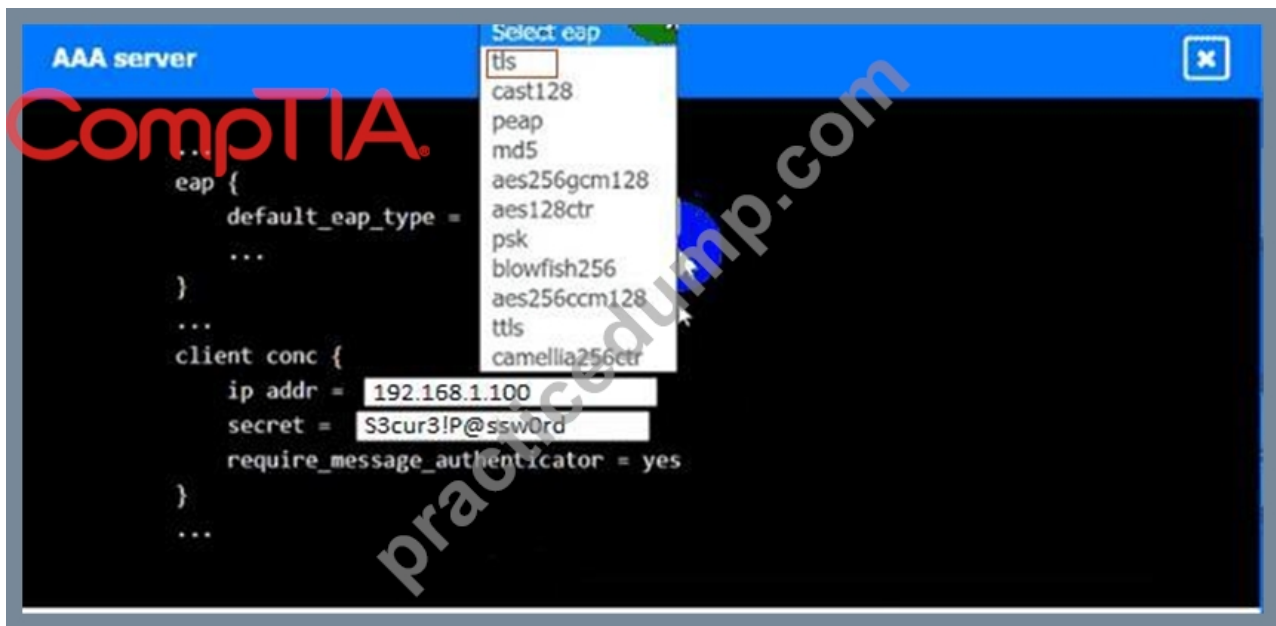 AAA server
Select eap
tls
cast128
peap
md5
aes256gcm128
aes128ctr
psk
blowfish256
aes256ccm128
ttls
camellia256ctr
CompTIA.
...
eap {
default_eap_type =
...
}
...
client conc {
ip addr = 192.168.1.100
secret = S3cur3!P@ssw0rd
require_message_authenticator = yes
}
...
practicedump.com